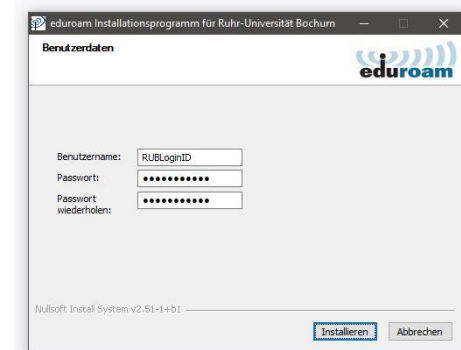 eduroam Installationsprogramm für Ruhr-Universität Bochum
Benutzerdaten
eduroam
Benutzername: RUBLoginID
Passwort: •••••••••••
Passwort
wiederholen: •••••••••••
Nullsoft Install System v2.51-1+b1
Installieren Abbrechen